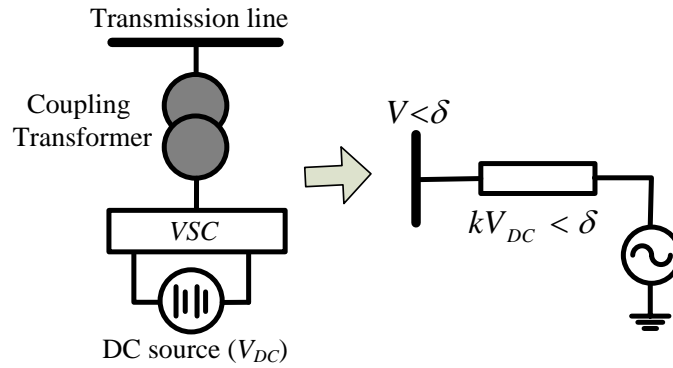 Transmission line
Coupling
Transformer
VSC
DC source (V_DC)
V<δ
kV_DC < δ